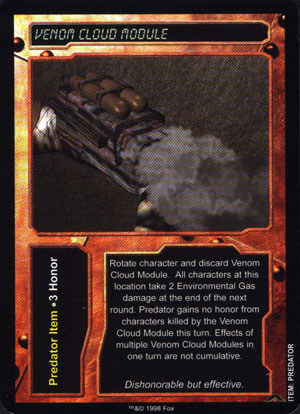 VENOM CLOUD MODULE
Predator Item •3 Honor
Rotate character and discard Venom
Cloud Module. All characters at this
location take 2 Environmental Gas
damage at the end of the next
round. Predator gains no honor from
characters killed by the Venom
Cloud Module this turn. Effects of
multiple Venom Cloud Modules in
one turn are not cumulative.
Dishonorable but effective.
ITEM: PREDATOR
™&© 1998 Fox